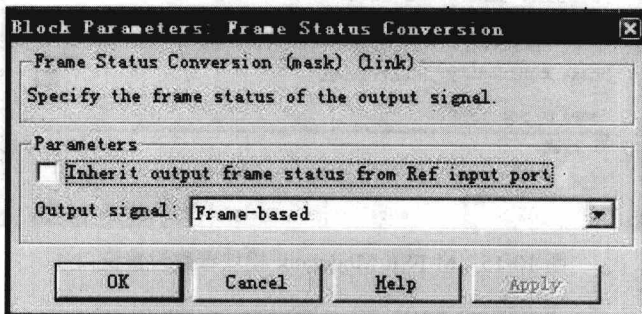 Block Parameters: Frame Status Conversion
Frame Status Conversion (mask) (link)
Specify the frame status of the output signal.
Parameters
Inherit output frame status from Ref input port
Output signal: Frame-based
OK Cancel Help Apply